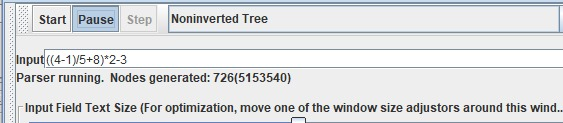 Start Pause Step Noninverted Tree
Input ((4-1)/5+8)*2-3
Parser running. Nodes generated: 726(5153540)
Input Field Text Size (For optimization, move one of the window size adjustors around this wind..